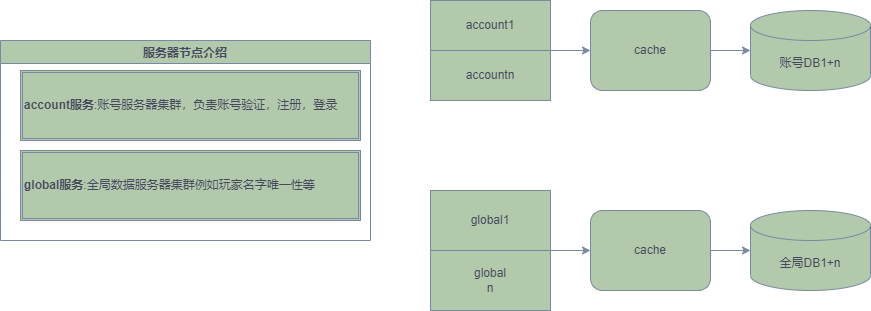 服务器节点介绍
account服务:账号服务器集群，负责账号验证，注册，登录
global服务:全局数据服务器集群例如玩家名字唯一性等
account1
accountn
cache
账号DB1+n
global1
global
n
cache
全局DB1+n